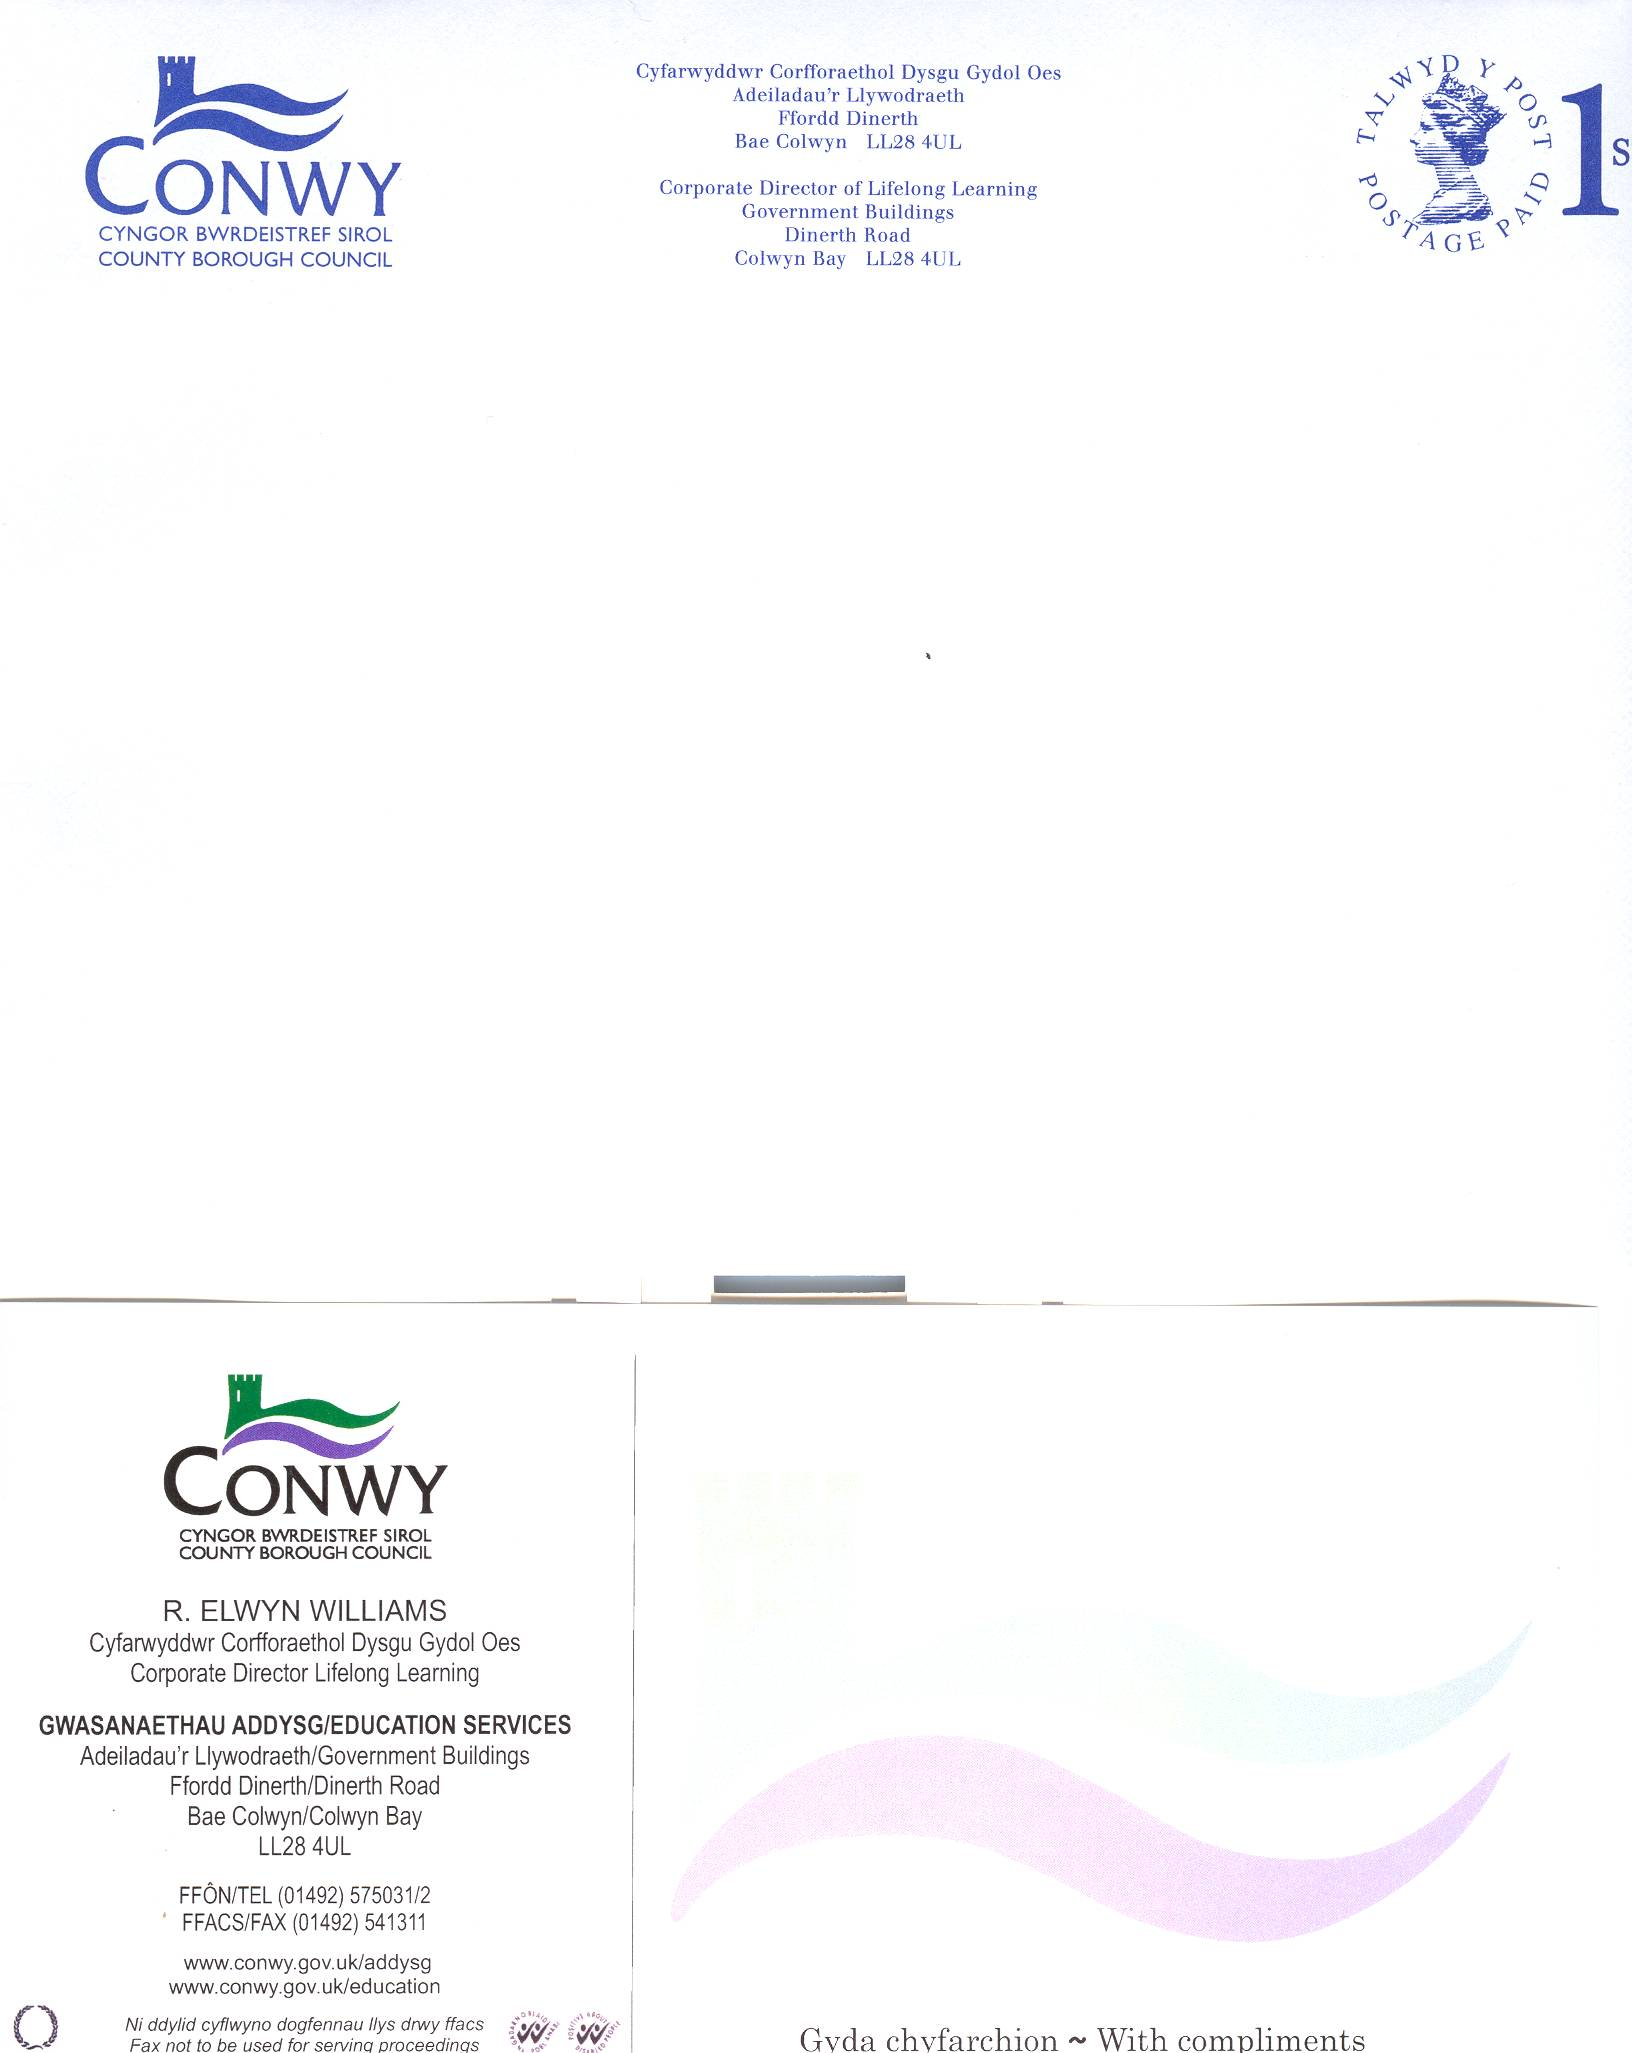 CONWY
CYNGOR BWRDEISTREF SIROL
COUNTY BOROUGH COUNCIL
Cyfarwyddwr Corfforaethol Dysgu Gydol Oes
Adeiladau'r Llywodraeth
Ffordd Dinerth
Bae Colwyn LL28 4UL
Corporate Director of Lifelong Learning
Government Buildings
Dinerth Road
Colwyn Bay LL28 4UL
TALWYD Y POST
POSTAGE PAID
1s
CONWY
CYNGOR BWRDEISTREF SIROL
COUNTY BOROUGH COUNCIL
R. ELWYN WILLIAMS
Cyfarwyddwr Corfforaethol Dysgu Gydol Oes
Corporate Director Lifelong Learning
GWASANAETHAU ADDYSG/EDUCATION SERVICES
Adeiladau'r Llywodraeth/Government Buildings
Ffordd Dinerth/Dinerth Road
Bae Colwyn/Colwyn Bay
LL28 4UL
FFÔN/TEL (01492) 575031/2
FFACS/FAX (01492) 541311
www.conwy.gov.uk/addysg
www.conwy.gov.uk/education
Ni ddylid cyflwyno dogfennau llys drwy ffacs
Fax not to be used for serving proceedings
POSITIVE ABOUT
DISABLED PEOPLE
Gyda chyfarchion ~ With compliments